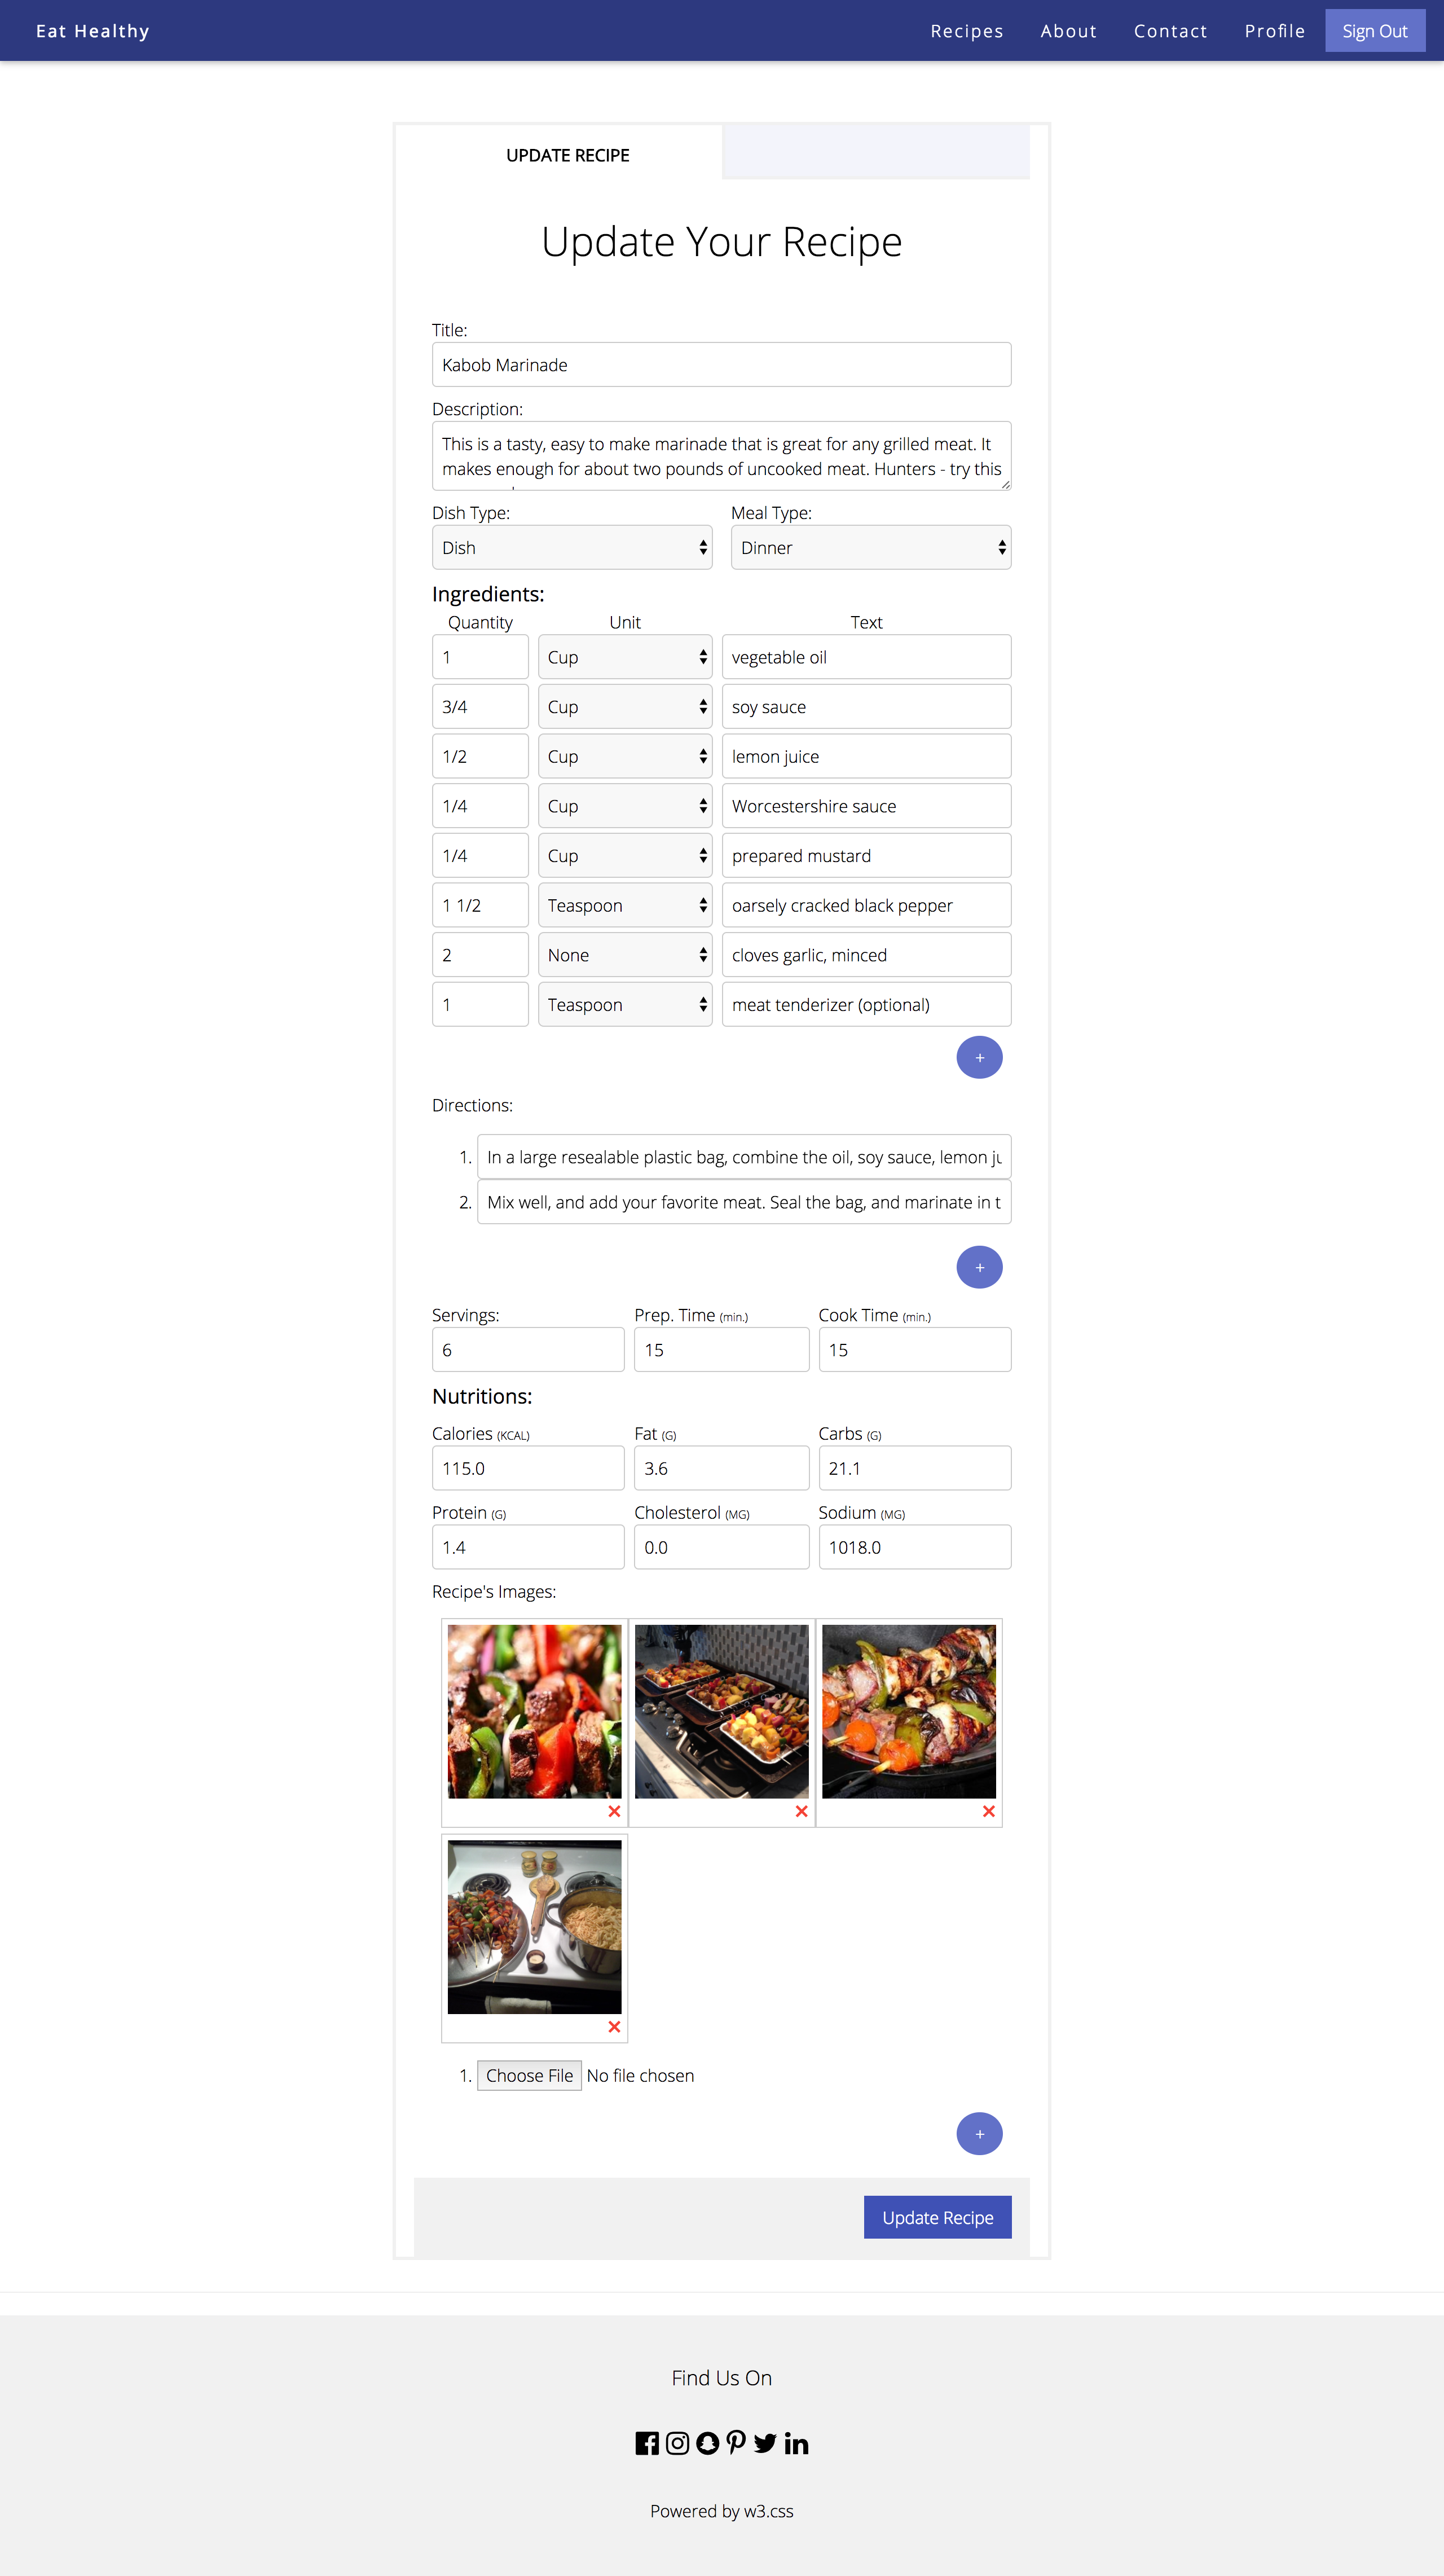 Eat Healthy
Recipes About Contact Profile Sign Out
UPDATE RECIPE
Update Your Recipe
Title:
Kabob Marinade
Description:
This is a tasty, easy to make marinade that is great for any grilled meat. It
makes enough for about two pounds of uncooked meat. Hunters - try this
Dish Type: Meal Type:
Dish Dinner
Ingredients:
Quantity Unit Text
1 Cup vegetable oil
3/4 Cup soy sauce
1/2 Cup lemon juice
1/4 Cup Worcestershire sauce
1/4 Cup prepared mustard
1 1/2 Teaspoon oarsely cracked black pepper
2 None cloves garlic, minced
1 Teaspoon meat tenderizer (optional)
+
Directions:
1. In a large resealable plastic bag, combine the oil, soy sauce, lemon ju
2. Mix well, and add your favorite meat. Seal the bag, and marinate in t
+
Servings: Prep. Time (min.) Cook Time (min.)
6 15 15
Nutritions:
Calories (KCAL) Fat (G) Carbs (G)
115.0 3.6 21.1
Protein (G) Cholesterol (MG) Sodium (MG)
1.4 0.0 1018.0
Recipe's Images:
1. Choose File No file chosen
+
Update Recipe
Find Us On
Powered by w3.css